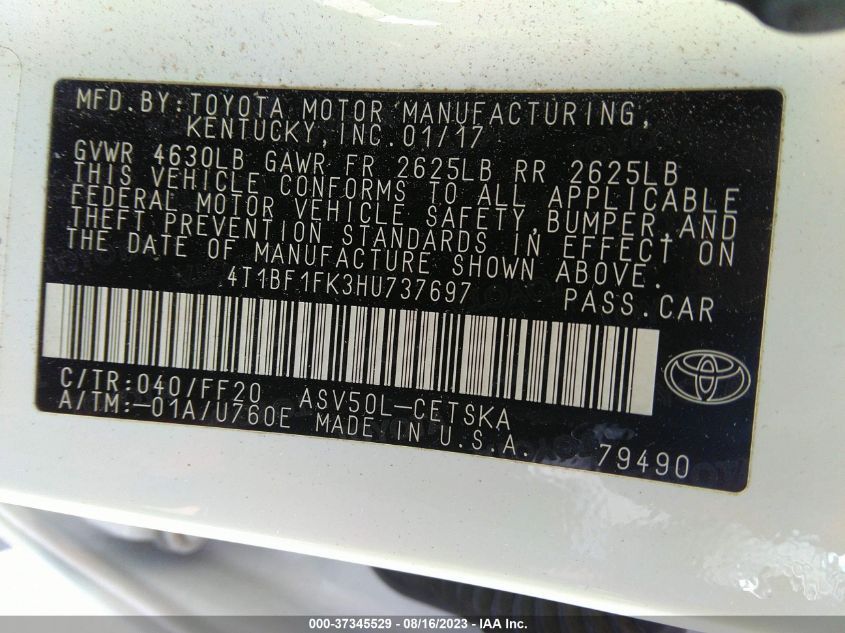 MFD. BY: TOYOTA MOTOR MANUFACTURING,
KENTUCKY, INC. 01/17
GVWR 4630LB GAWR FR 2625LB RR 2625LB
THIS VEHICLE CONFORMS TO ALL APPLICABLE
FEDERAL MOTOR VEHICLE SAFETY, BUMPER, AND
THEFT PREVENTION STANDARDS IN EFFECT ON
THE DATE OF MANUFACTURE SHOWN ABOVE.
4T1BF1FK3HU737697 PASS. CAR
C/TR: 040/FF20 ASV50L-CETSKA
A/TM: -01A/U760E MADE IN U.S.A. 79490
000-37345529 - 08/16/2023 - IAA Inc.